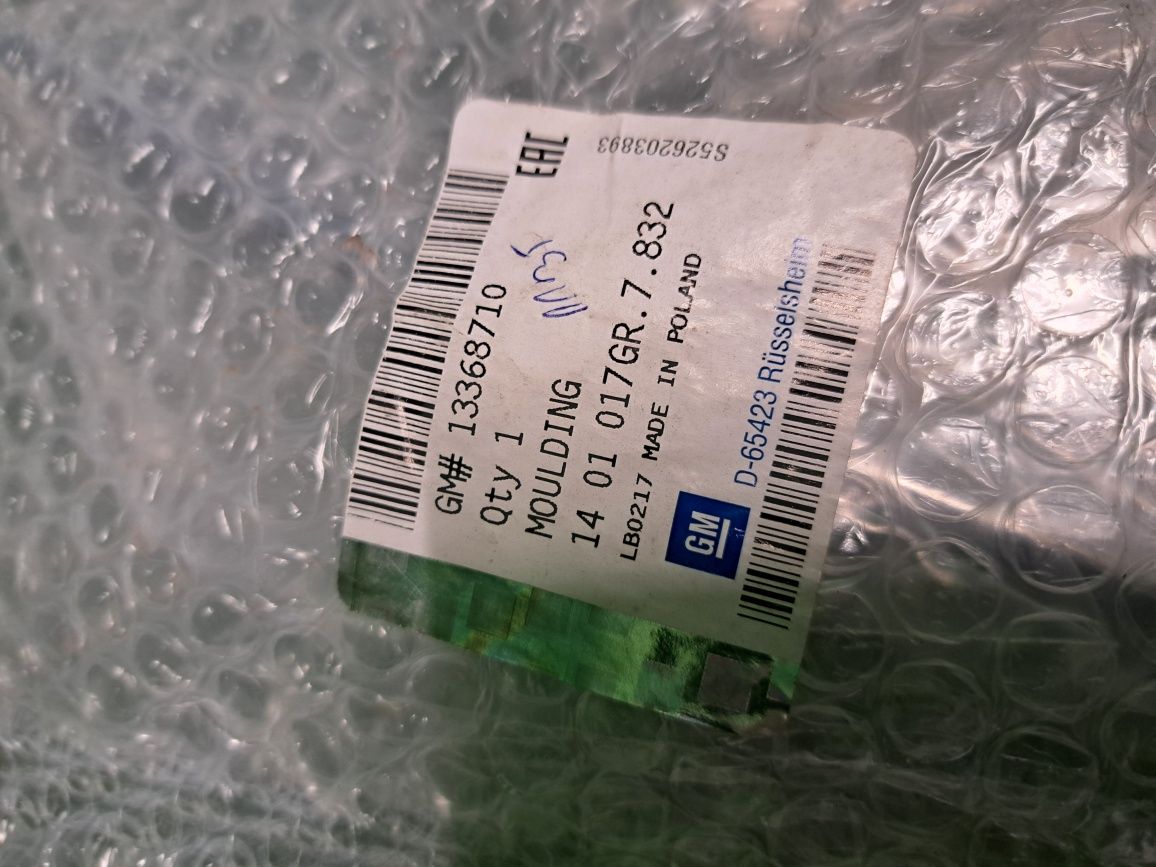 EAC
S526203893
GM# 13368710
Qty 1
MOULDING
14 01 017GR.7.832
LB0217 MADE IN POLAND
GM
D-65423 Rüsselsheim